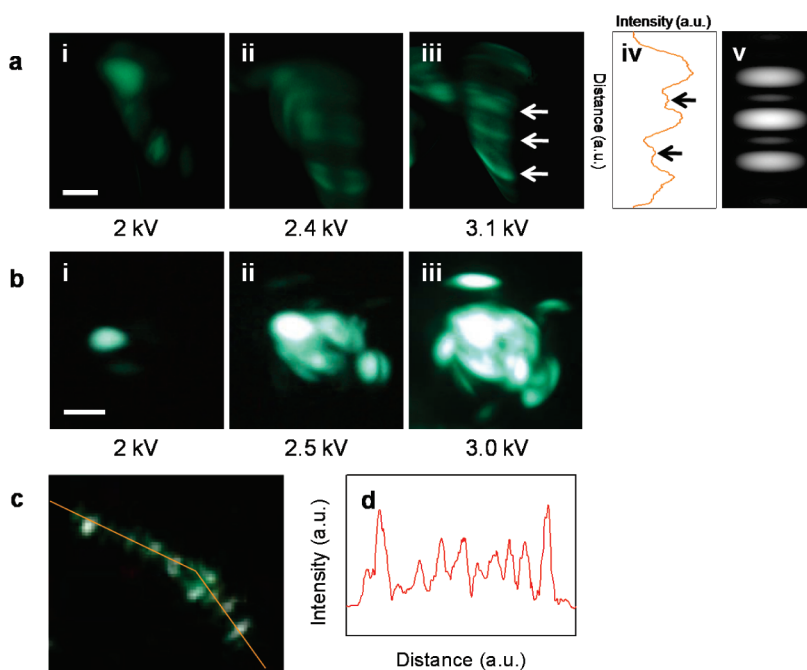 Intensity (a.u.)
a
i
ii
iii
iv
v
Distance (a.u.)
2 kV
2.4 kV
3.1 kV
b
i
ii
iii
2 kV
2.5 kV
3.0 kV
c
d
Intensity (a.u.)
Distance (a.u.)